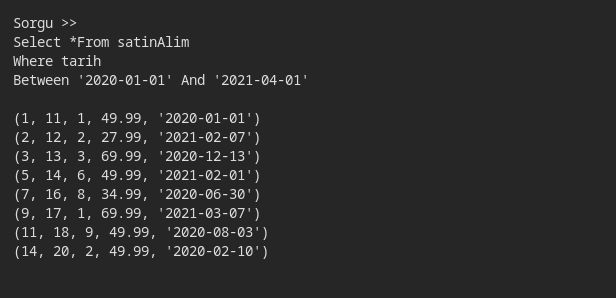 Sorgu >>
Select *From satinAlim
Where tarih
Between '2020-01-01' And '2021-04-01'
(1, 11, 1, 49.99, '2020-01-01')
(2, 12, 2, 27.99, '2021-02-07')
(3, 13, 3, 69.99, '2020-12-13')
(5, 14, 6, 49.99, '2021-02-01')
(7, 16, 8, 34.99, '2020-06-30')
(9, 17, 1, 69.99, '2021-03-07')
(11, 18, 9, 49.99, '2020-08-03')
(14, 20, 2, 49.99, '2020-02-10')